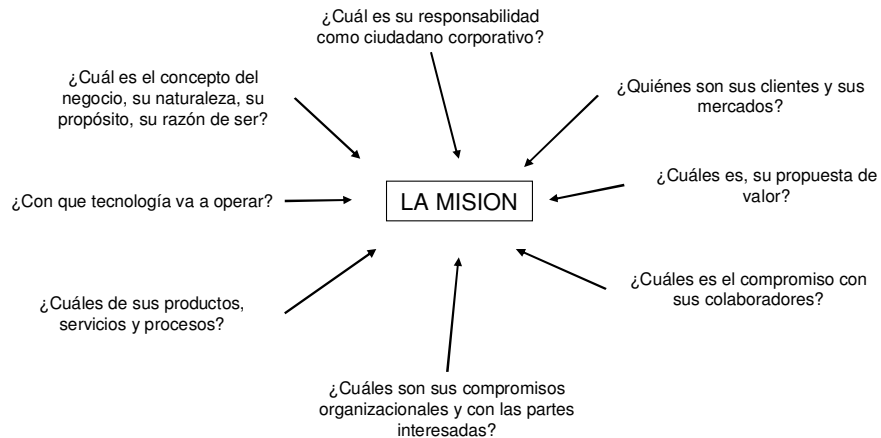 ¿Cuál es su responsabilidad
como ciudadano corporativo?
¿Cuál es el concepto del
negocio, su naturaleza, su
propósito, su razón de ser?
¿Quiénes son sus clientes y sus
mercados?
¿Con que tecnología va a operar?
LA MISION
¿Cuáles es, su propuesta de
valor?
¿Cuáles de sus productos,
servicios y procesos?
¿Cuáles es el compromiso con
sus colaboradores?
¿Cuáles son sus compromisos
organizacionales y con las partes
interesadas?